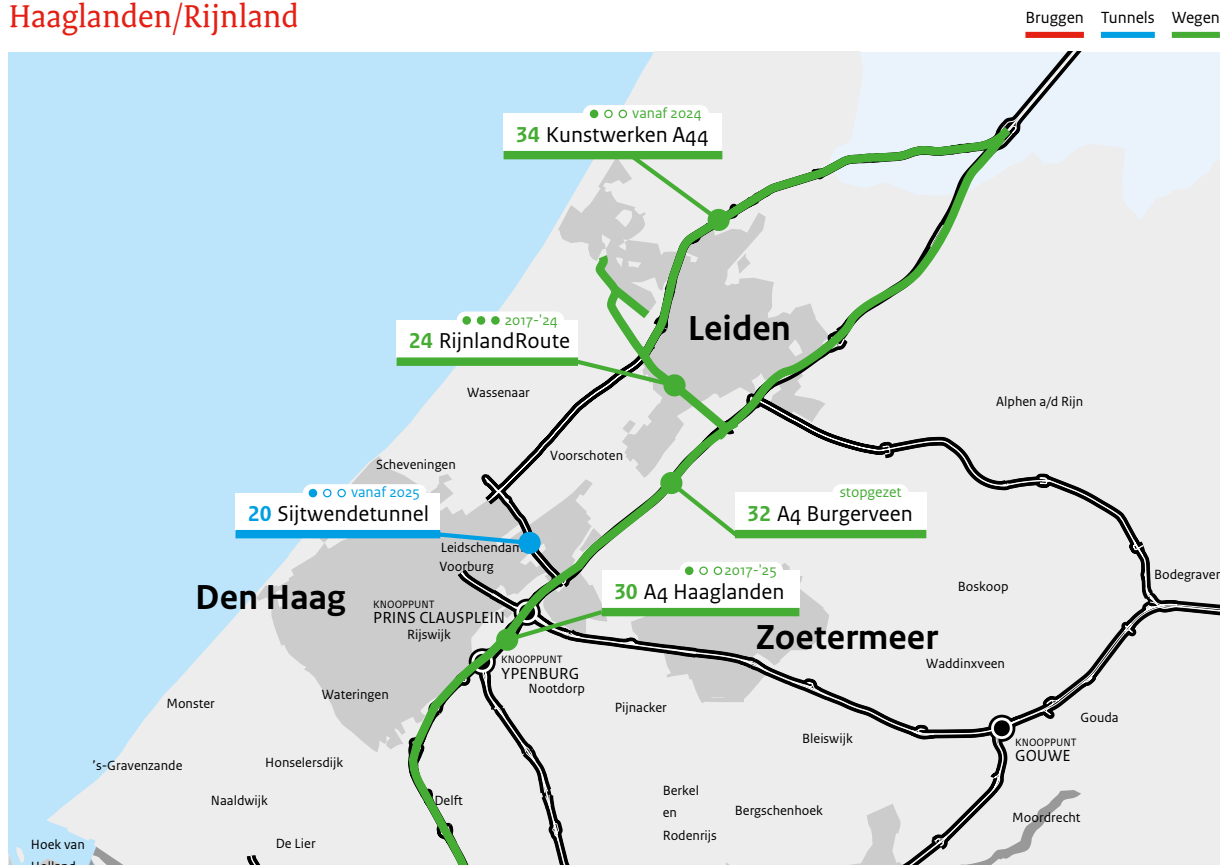 Haaglanden/Rijnland
Bruggen Tunnels Wegen
vanaf 2024
34 Kunstwerken A44
2017-'24
24 RijnlandRoute
Leiden
Wassenaar
Alphen a/d Rijn
Voorschoten
Scheveningen
vanaf 2025
20 Sijtwendetunnel
stopgezet
32 A4 Burgerveen
Leidschendam
Voorburg
2017-'25
30 A4 Haaglanden
Bodegraven
Boskoop
Den Haag
KNOOPPUNT
PRINS CLAUSPLEIN
Rijswijk
Zoetermeer
KNOOPPUNT
YPENBURG
Nootdorp
Waddinxveen
Wateringen
Monster
Pijnacker
Gouda
Bleiswijk
KNOOPPUNT
GOUWE
's-Gravenzande
Honselersdijk
Naaldwijk
Delft
Berkel
en
Rodenrijs
Bergschenhoek
Moordrecht
De Lier
Hoek van
Holland